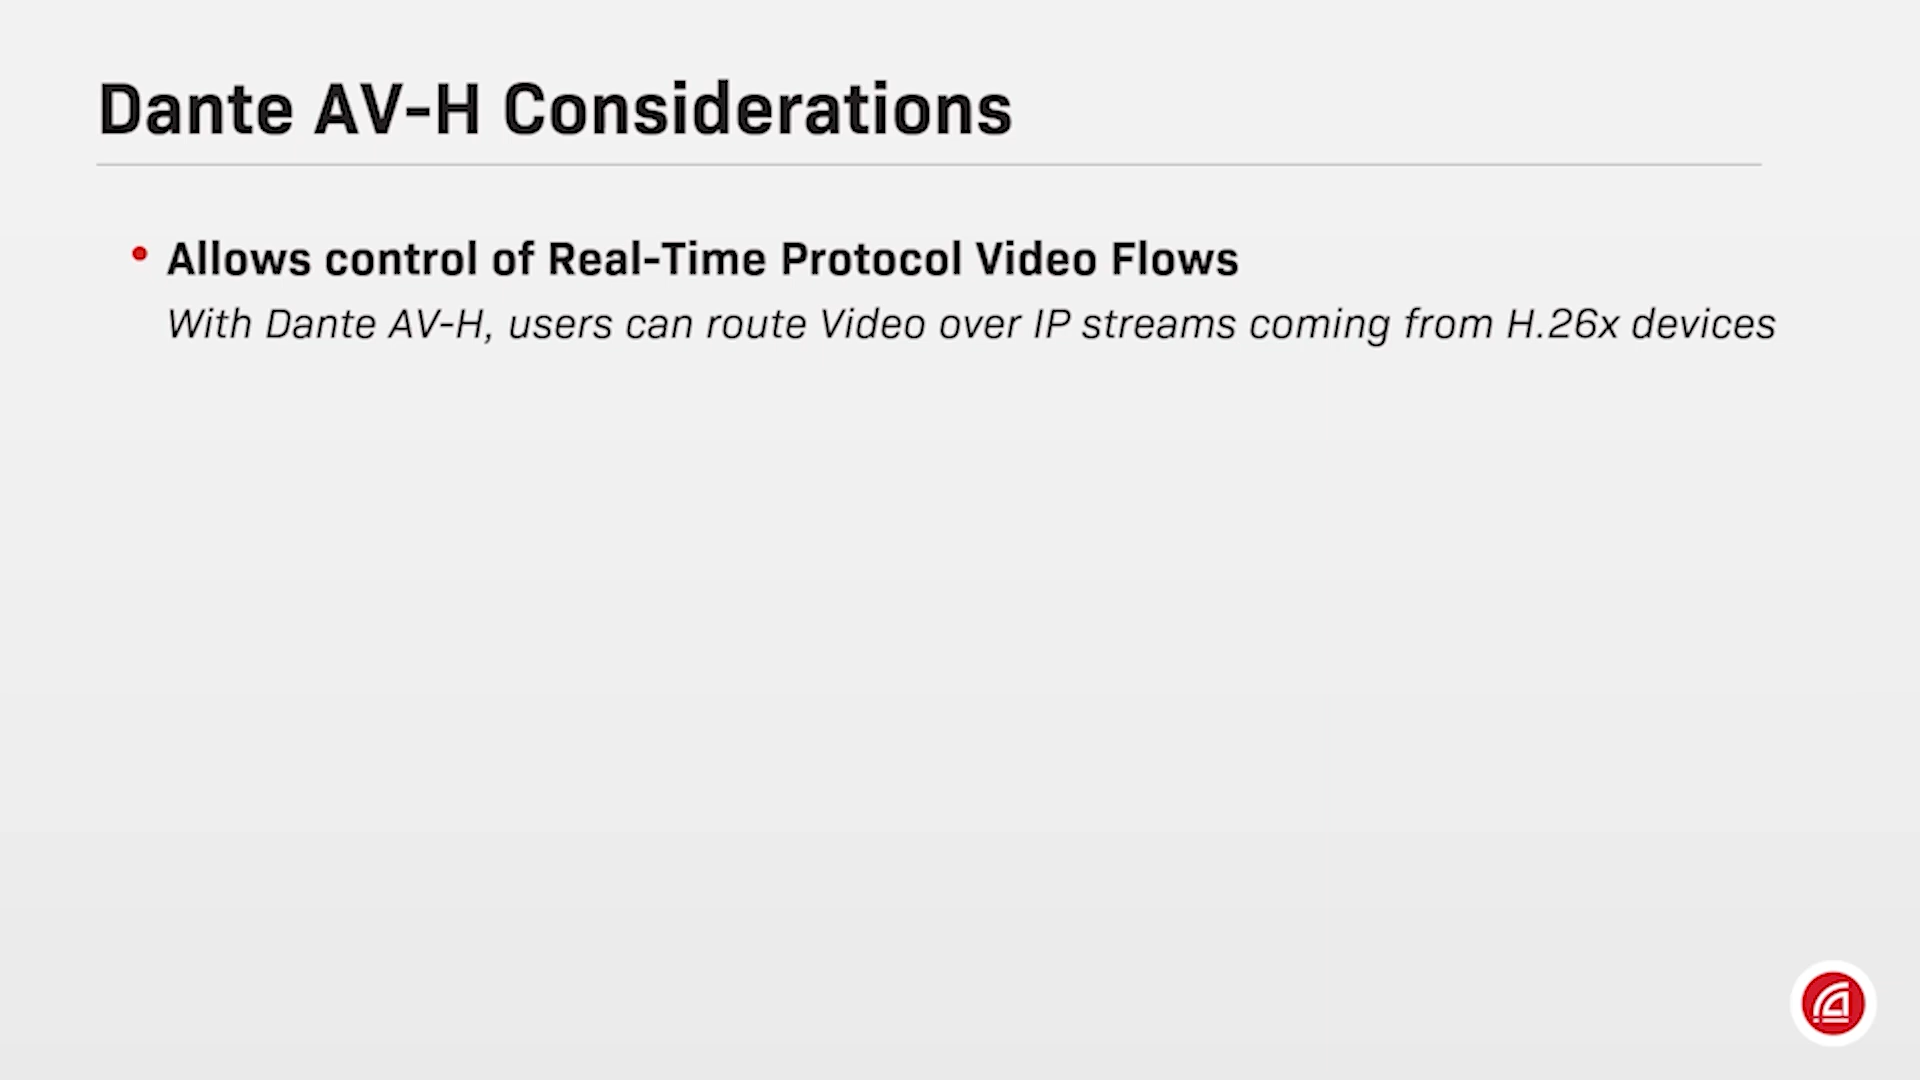 Dante AV-H Considerations
• Allows control of Real-Time Protocol Video Flows
With Dante AV-H, users can route Video over IP streams coming from H.26x devices